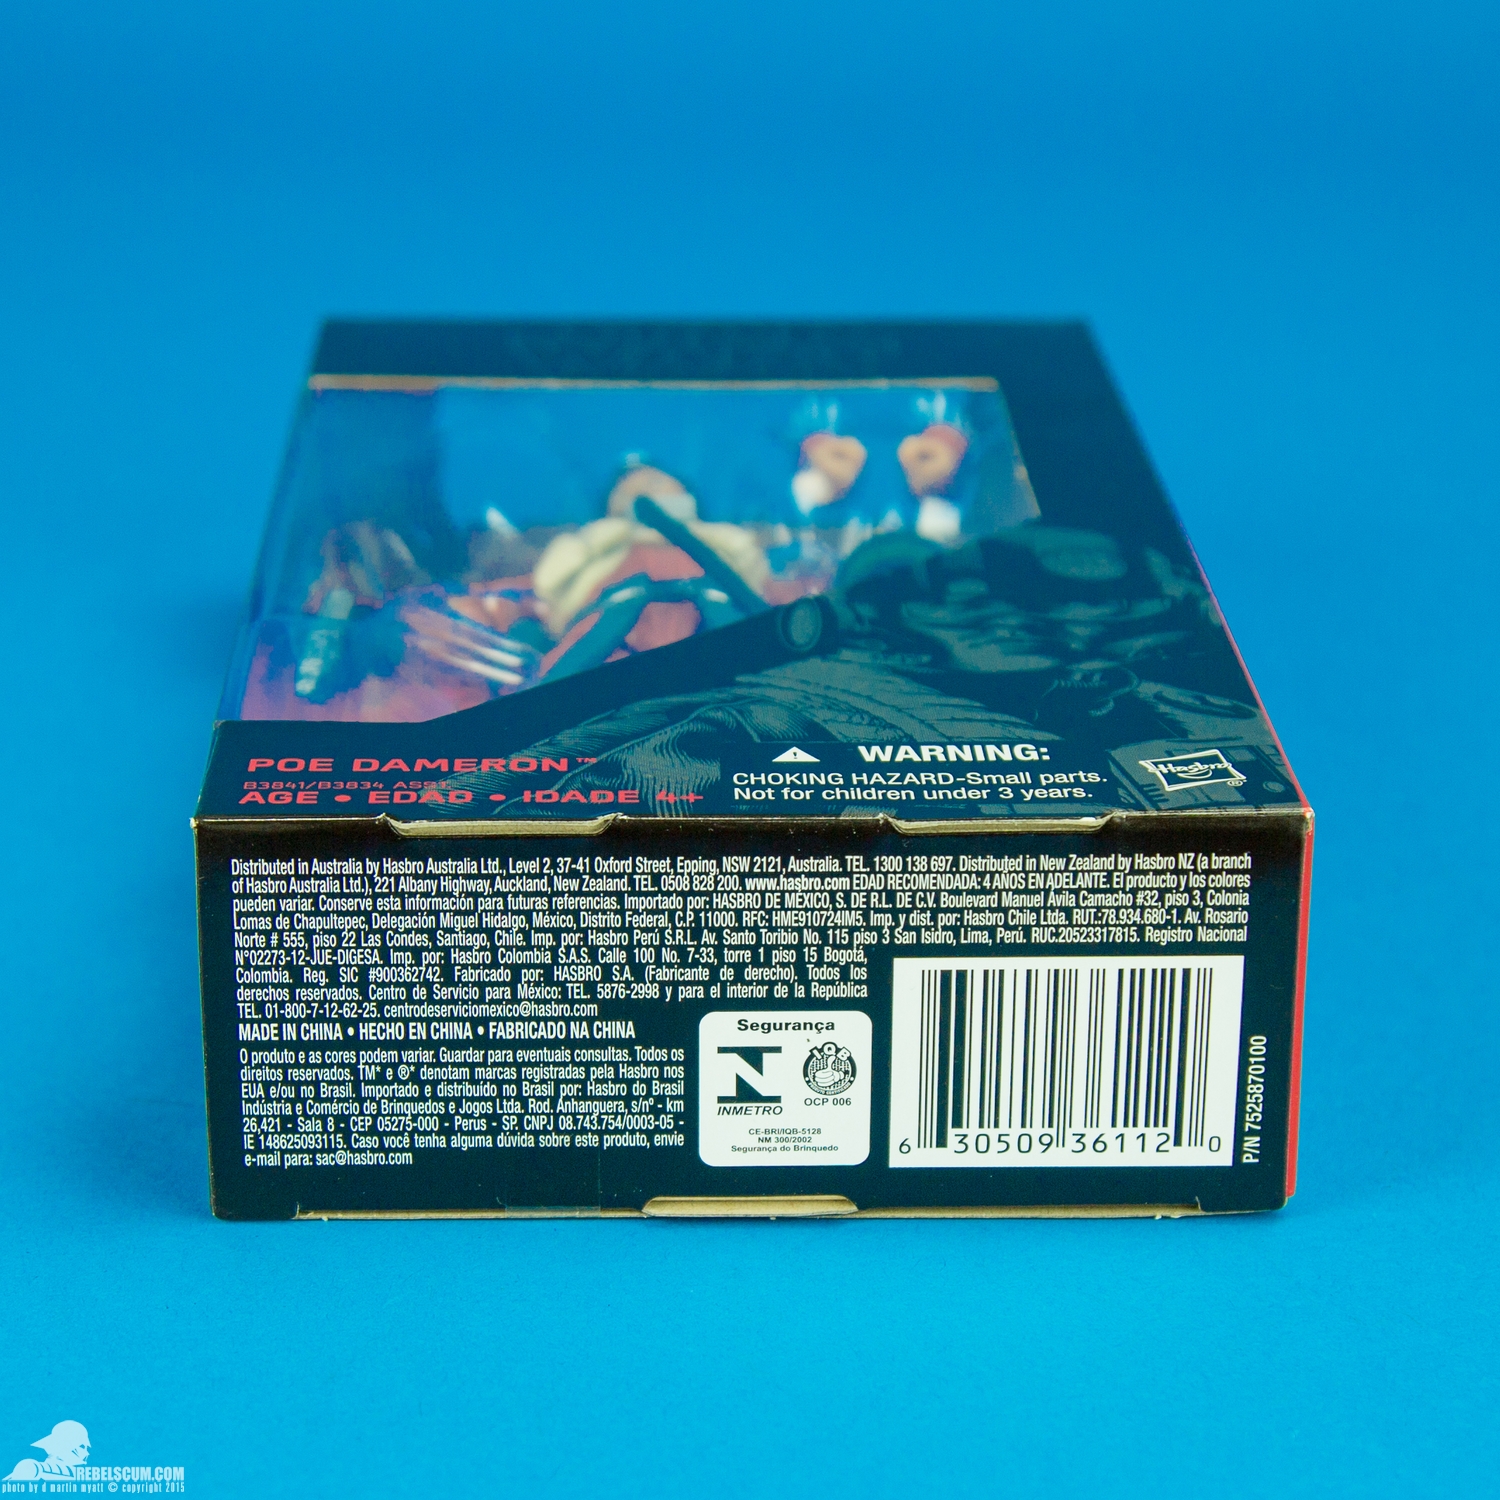 POE DAMERON™
B3841/B3834 ASST.
AGE • EDAD • IDADE 4+
WARNING:
CHOKING HAZARD-Small parts.
Not for children under 3 years.
Hasbro
®
Distributed in Australia by Hasbro Australia Ltd., Level 2, 37-41 Oxford Street, Epping, NSW 2121, Australia. TEL. 1300 138 697. Distributed in New Zealand by Hasbro NZ (a branch
of Hasbro Australia Ltd.), 221 Albany Highway, Auckland, New Zealand. TEL. 0508 828 200. www.hasbro.com EDAD RECOMENDADA: 4 AÑOS EN ADELANTE. El producto y los colores
pueden variar. Conserve esta información para futuras referencias. Importado por: HASBRO DE MÉXICO, S. DE R.L. DE C.V. Boulevard Manuel Ávila Camacho #32, piso 3, Colonia
Lomas de Chapultepec, Delegación Miguel Hidalgo, México, Distrito Federal, C.P. 11000. RFC: HME910724IM5. Imp. y dist. por: Hasbro Chile Ltda. RUT.:78.934.680-1. Av. Rosario
Norte # 555, piso 22 Las Condes, Santiago, Chile. Imp. por: Hasbro Perú S.R.L. Av. Santo Toribio No. 115 piso 3 San Isidro, Lima, Perú. RUC.20523317815. Registro Nacional
N°02273-12-JUE-DIGESA. Imp. por: Hasbro Colombia S.A.S. Calle 100 No. 7-33, torre 1 piso 15 Bogotá,
Colombia. Reg. SIC #900362742. Fabricado por: HASBRO S.A. (Fabricante de derecho). Todos los
derechos reservados. Centro de Servicio para México: TEL. 5876-2998 y para el interior de la República
TEL. 01-800-7-12-62-25. centrodeserviciomexico@hasbro.com
MADE IN CHINA • HECHO EN CHINA • FABRICADO NA CHINA
O produto e as cores podem variar. Guardar para eventuais consultas. Todos os
direitos reservados. TM* e ®* denotam marcas registradas pela Hasbro nos
EUA e/ou no Brasil. Importado e distribuído no Brasil por: Hasbro do Brasil
Indústria e Comércio de Brinquedos e Jogos Ltda. Rod. Anhanguera, s/nº - km
26,421 - Sala 8 - CEP 05275-000 - Perus - SP. CNPJ 08.743.754/0003-05 -
IE 148625093115. Caso você tenha alguma dúvida sobre este produto, envie
e-mail para: sac@hasbro.com
Segurança
INMETRO
IQB
OCP 006
CE-BRI/IQB-5128
NM 300/2002
Segurança do Brinquedo
6 30509 36112 0
P/N 7525870100
REBELSCUM.COM
photo by d martin myatt © copyright 2015